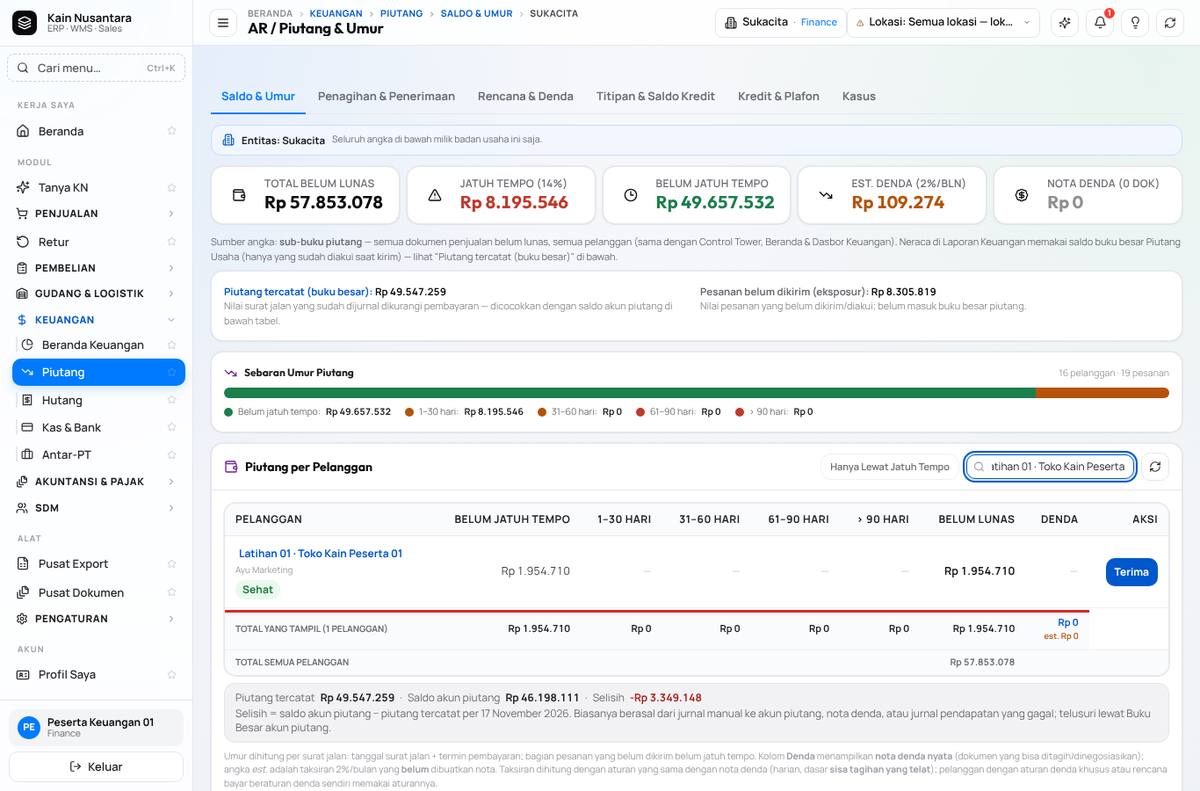 Kain Nusantara
ERP · WMS · Sales
Cari menu...
Ctrl+K
KERJA SAYA
Beranda
MODUL
Tanya KN
PENJUALAN
Retur
PEMBELIAN
GUDANG & LOGISTIK
KEUANGAN
Beranda Keuangan
Piutang
Hutang
Kas & Bank
Antar-PT
AKUNTANSI & PAJAK
SDM
ALAT
Pusat Export
Pusat Dokumen
PENGATURAN
AKUN
Profil Saya
PE
Peserta Keuangan 01
Finance
Keluar
BERANDA › KEUANGAN › PIUTANG › SALDO & UMUR › SUKACITA
AR / Piutang & Umur
Sukacita · Finance
Lokasi: Semua lokasi — lok...
1
Saldo & Umur
Penagihan & Penerimaan
Rencana & Denda
Titipan & Saldo Kredit
Kredit & Plafon
Kasus
Entitas: Sukacita Seluruh angka di bawah milik badan usaha ini saja.
TOTAL BELUM LUNAS
Rp 57.853.078
JATUH TEMPO (14%)
Rp 8.195.546
BELUM JATUH TEMPO
Rp 49.657.532
EST. DENDA (2%/BLN)
Rp 109.274
NOTA DENDA (0 DOK)
Rp 0
Sumber angka: sub-buku piutang — semua dokumen penjualan belum lunas, semua pelanggan (sama dengan Control Tower, Beranda & Dasbor Keuangan). Neraca di Laporan Keuangan memakai saldo buku besar Piutang
Usaha (hanya yang sudah diakui saat kirim) — lihat "Piutang tercatat (buku besar)" di bawah.
Piutang tercatat (buku besar): Rp 49.547.259
Nilai surat jalan yang sudah dijurnal dikurangi pembayaran — dicocokkan dengan saldo akun piutang di
bawah tabel.
Pesanan belum dikirim (eksposur): Rp 8.305.819
Nilai pesanan yang belum dikirim/diakui; belum masuk buku besar piutang.
Sebaran Umur Piutang
16 pelanggan · 19 pesanan
Belum jatuh tempo: Rp 49.657.532
1–30 hari: Rp 8.195.546
31–60 hari: Rp 0
61–90 hari: Rp 0
> 90 hari: Rp 0
Piutang per Pelanggan
Hanya Lewat Jatuh Tempo
atihan 01 · Toko Kain Peserta
PELANGGAN BELUM JATUH TEMPO 1–30 HARI 31–60 HARI 61–90 HARI > 90 HARI BELUM LUNAS DENDA AKSI
Latihan 01 · Toko Kain Peserta 01
Ayu Marketing
Sehat
Rp 1.954.710 — — — — Rp 1.954.710 — Terima
TOTAL YANG TAMPIL (1 PELANGGAN) Rp 1.954.710 Rp 0 Rp 0 Rp 0 Rp 0 Rp 1.954.710 Rp 0
est. Rp 0
TOTAL SEMUA PELANGGAN Rp 57.853.078
Piutang tercatat Rp 49.547.259 · Saldo akun piutang Rp 46.198.111 · Selisih -Rp 3.349.148
Selisih = saldo akun piutang − piutang tercatat per 17 November 2026. Biasanya berasal dari jurnal manual ke akun piutang, nota denda, atau jurnal pendapatan yang gagal; telusuri lewat Buku
Besar akun piutang.
Umur dihitung per surat jalan: tanggal surat jalan + termin pembayaran; bagian pesanan yang belum dikirim belum jatuh tempo. Kolom Denda menampilkan nota denda nyata (dokumen yang bisa ditagih/dinegosiasikan);
angka est. adalah taksiran 2%/bulan yang belum dibuatkan nota. Taksiran dihitung dengan aturan yang sama dengan nota denda (harian, dasar sisa tagihan yang telat); pelanggan dengan aturan denda khusus atau rencana
bayar beraturan denda sendiri memakai aturannya.